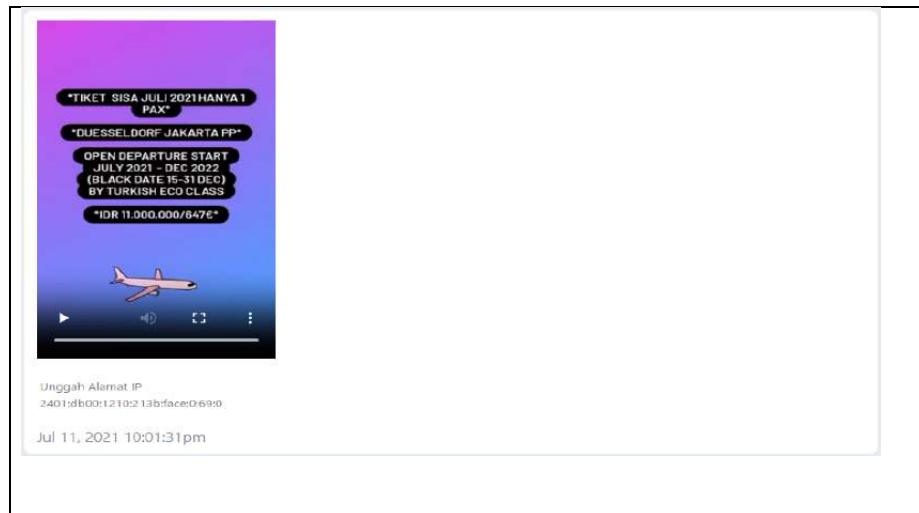 *TIKET SISA JULI 2021 HANYA 1
PAX*
*DUESSELDORF JAKARTA PP*
OPEN DEPARTURE START
JULY 2021 - DEC 2022
(BLACK DATE 15-31 DEC)
BY TURKISH ECO CLASS
*IDR 11.000.000/647€*
Unggah Alamat IP
2401:db00:1210:213b:face:0:69:0
Jul 11, 2021 10:01:31pm